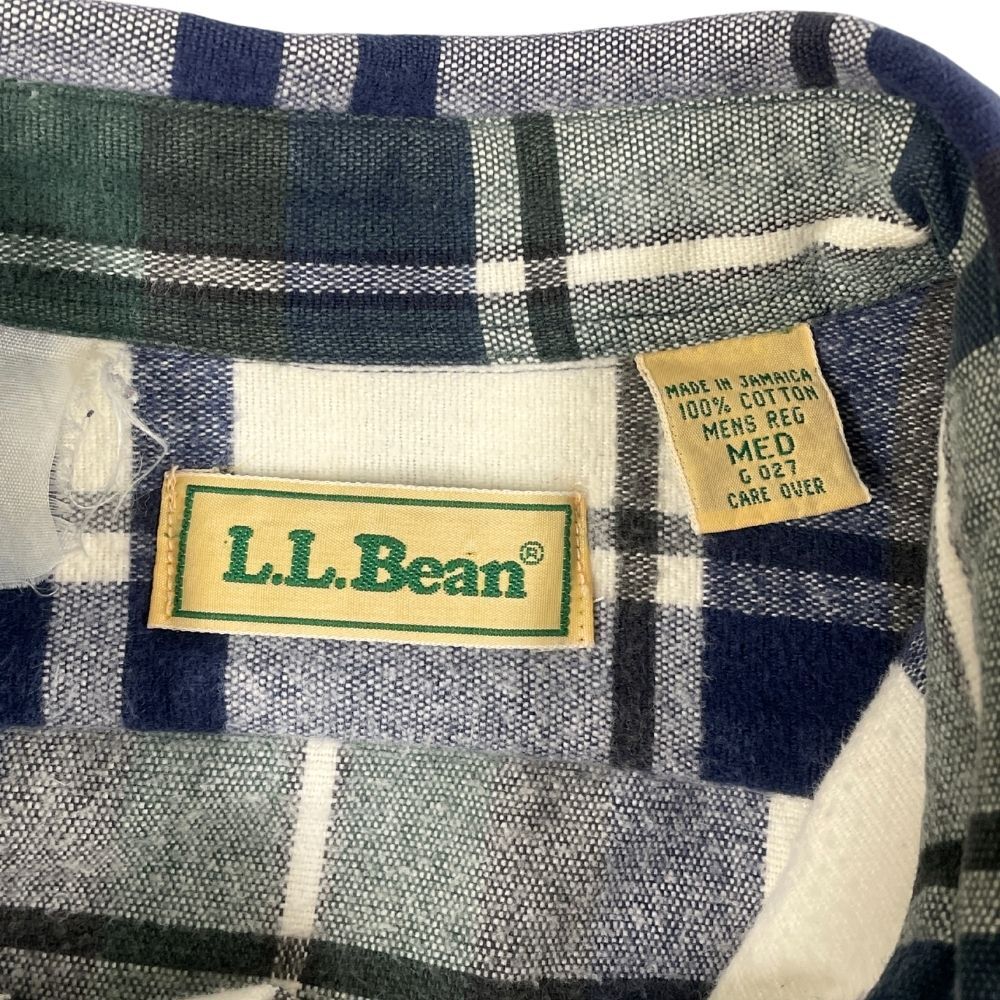 L.L.Bean®
MADE IN JAMAICA
100% COTTON
MENS REG
MED
G 027
CARE OVER